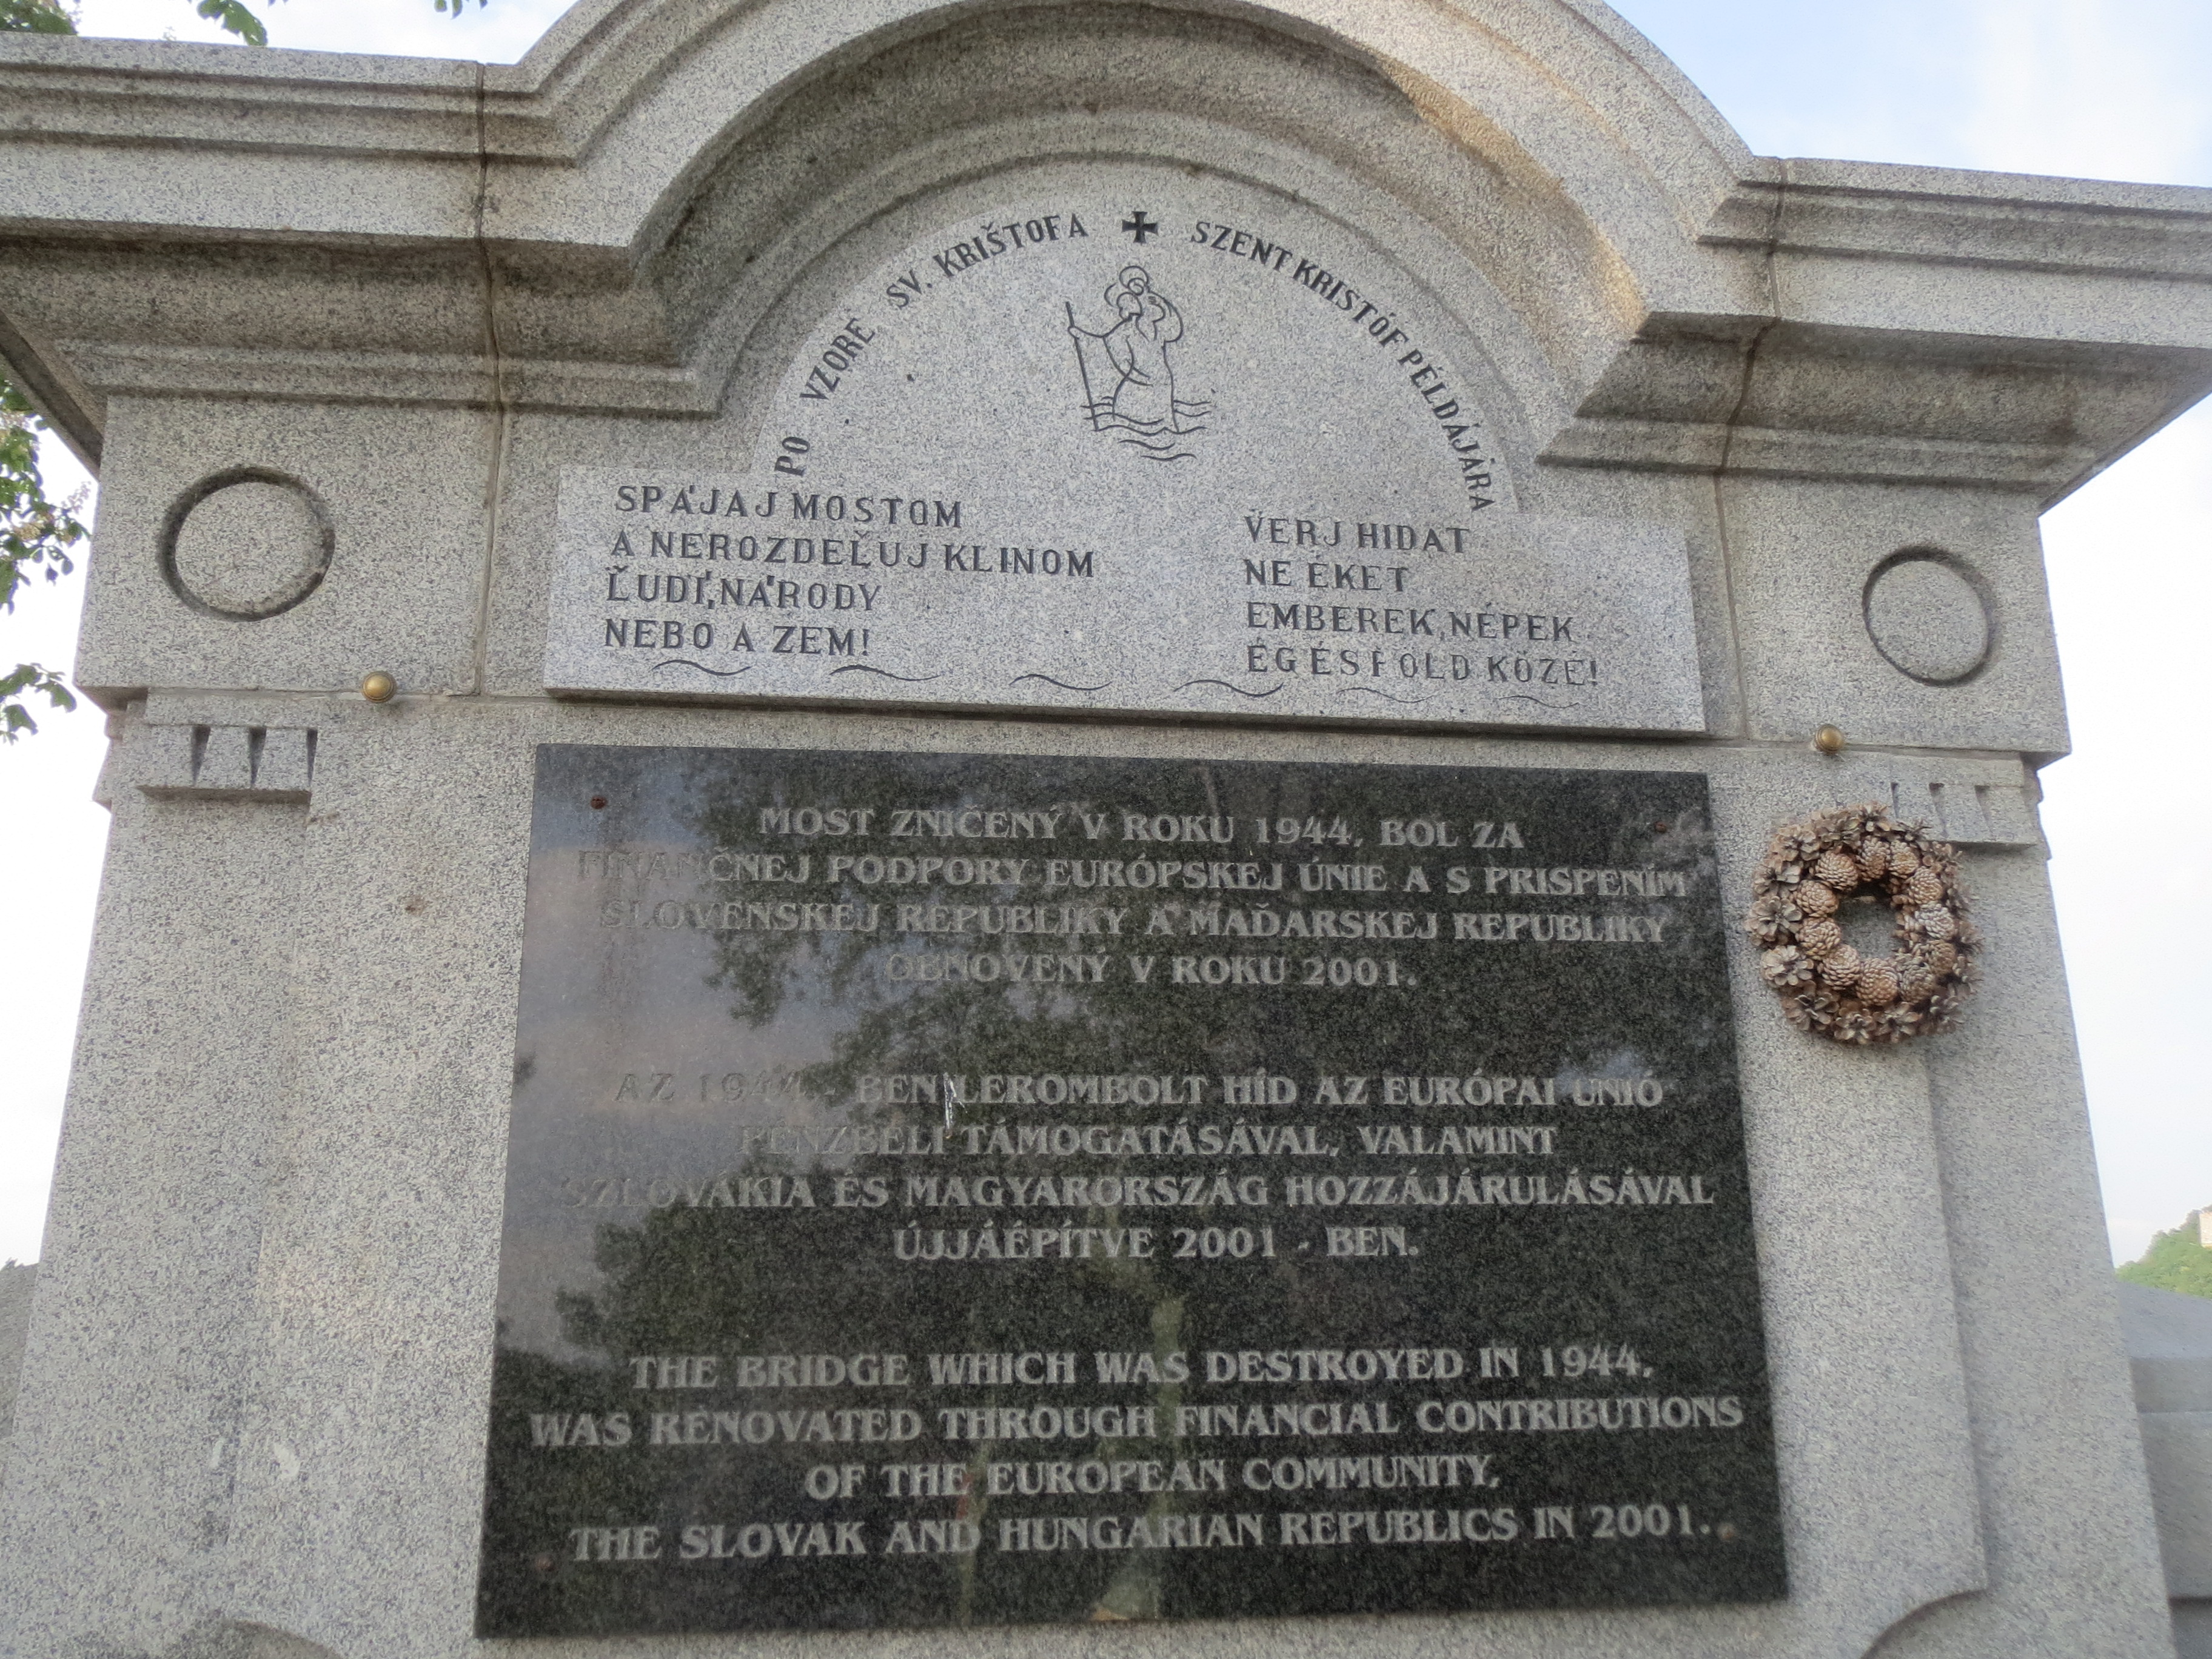 PO VZORE SV. KRIŠTOFA ✠ SZENT KRISTÓF PÉLDÁJÁRA
SPÁJAJ MOSTOM
A NEROZDEĽUJ KLINOM
ĽUDÍ, NÁRODY
NEBO A ZEM!
VERJ HIDAT
NE ÉKET
EMBEREK, NÉPEK
ÉG ÉS FÖLD KÖZÉ!
MOST ZNIČENÝ V ROKU 1944, BOL ZA
FINANČNEJ PODPORY EURÓPSKEJ ÚNIE A S PRISPENÍM
SLOVENSKEJ REPUBLIKY A MAĎARSKEJ REPUBLIKY
OBNOVENÝ V ROKU 2001.
AZ 1944 - BEN LEROMBOLT HÍD AZ EURÓPAI UNIÓ
PÉNZBELI TÁMOGATÁSÁVAL, VALAMINT
SZLOVÁKIA ÉS MAGYARORSZÁG HOZZÁJÁRULÁSÁVAL
ÚJJÁÉPÍTVE 2001 - BEN.
THE BRIDGE WHICH WAS DESTROYED IN 1944,
WAS RENOVATED THROUGH FINANCIAL CONTRIBUTIONS
OF THE EUROPEAN COMMUNITY,
THE SLOVAK AND HUNGARIAN REPUBLICS IN 2001.